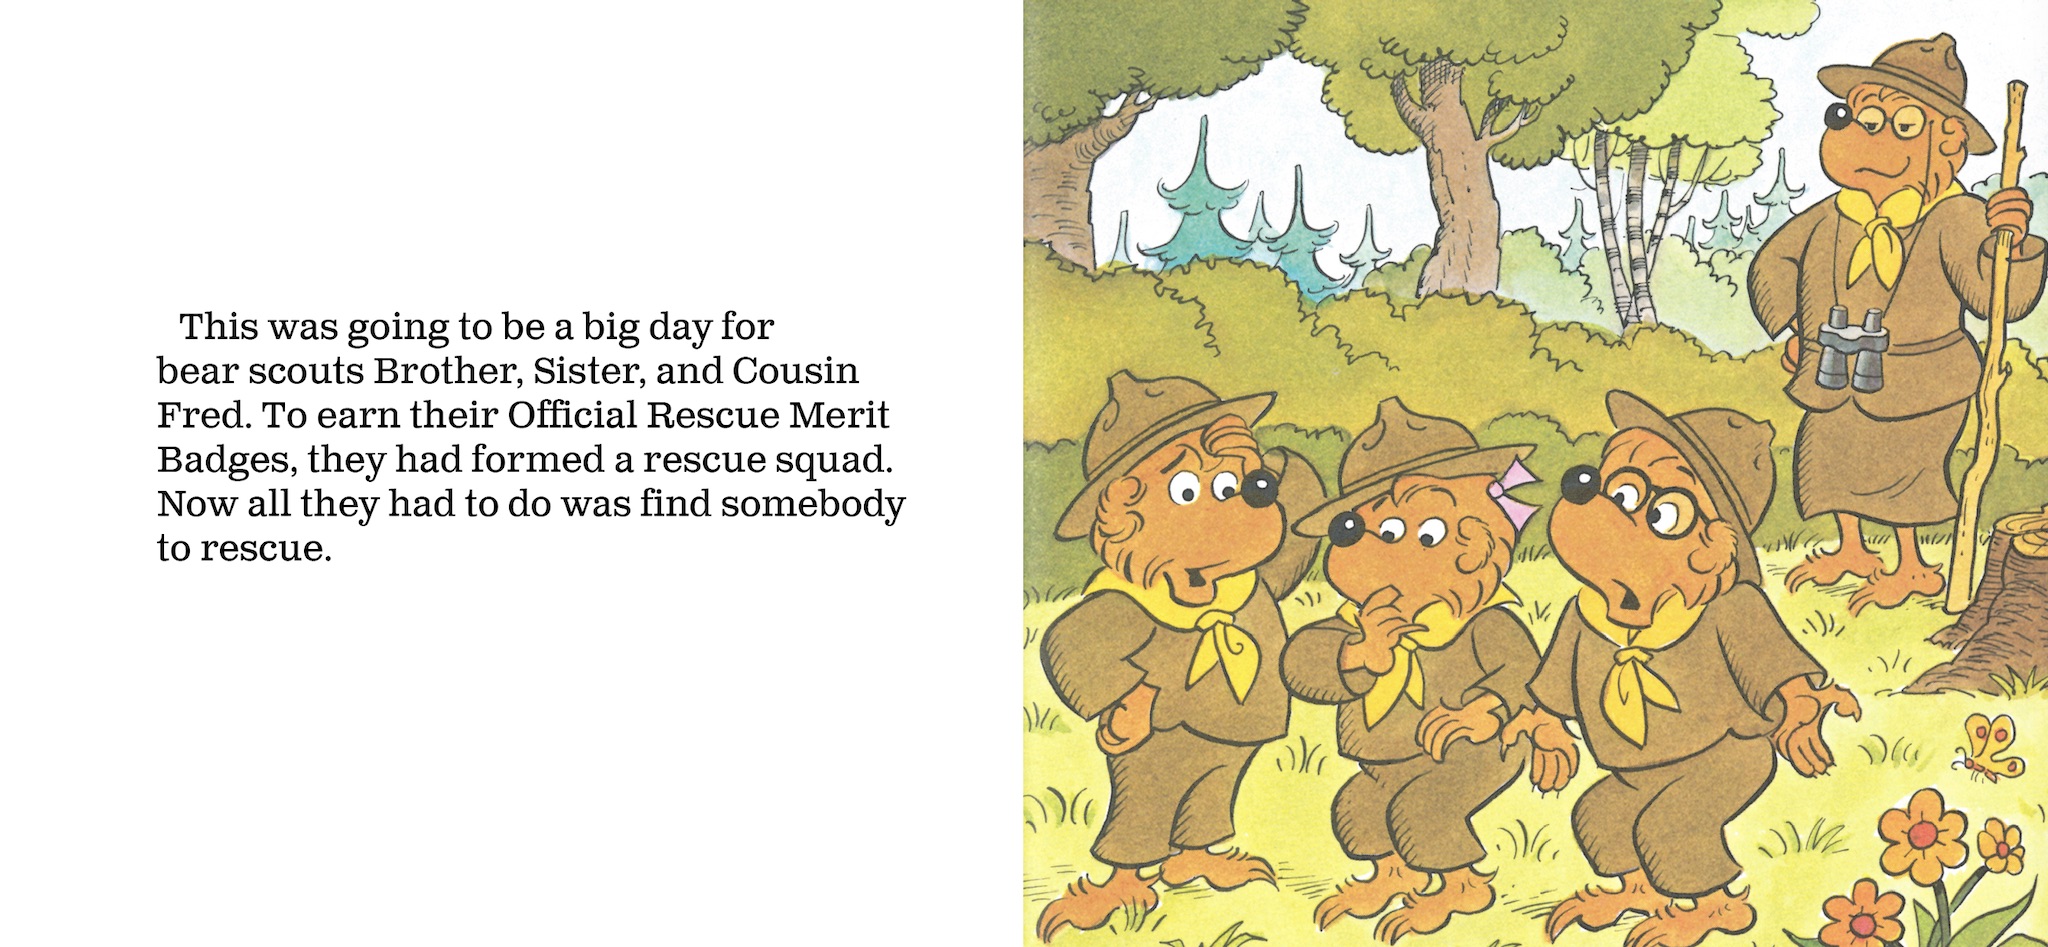 This was going to be a big day for
bear scouts Brother, Sister, and Cousin
Fred. To earn their Official Rescue Merit
Badges, they had formed a rescue squad.
Now all they had to do was find somebody
to rescue.